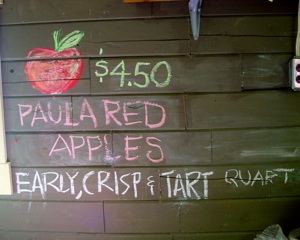 $4.50
PAULA RED
APPLES
EARLY, CRISP & TART QUART